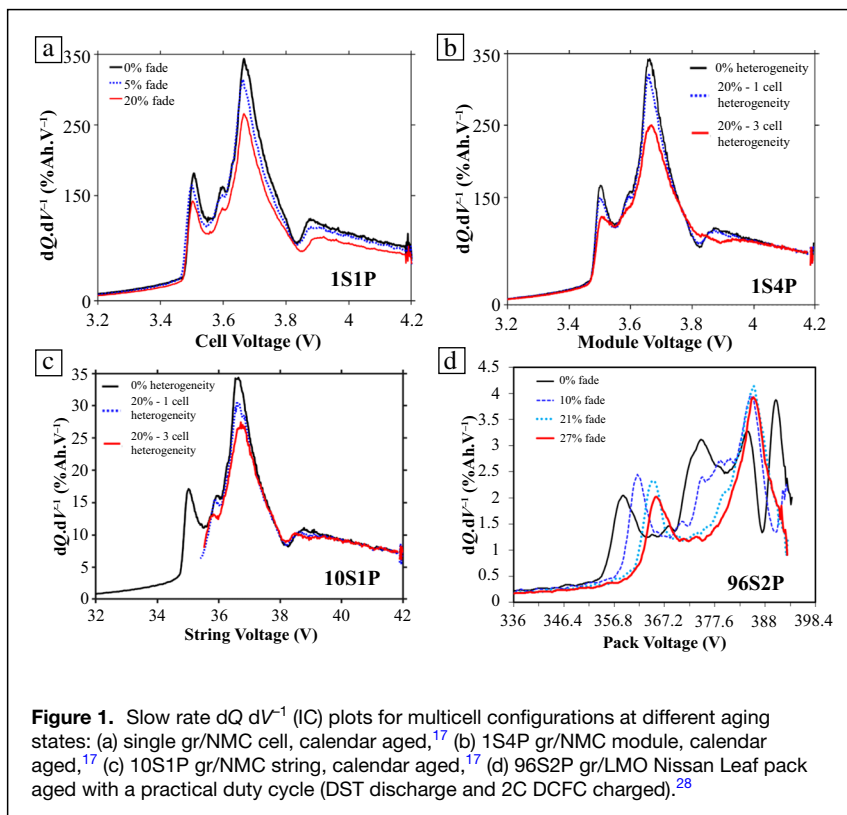 a
350
250
150
0
dQ.dV⁻¹ (%Ah.V⁻¹)
0% fade
5% fade
20% fade
1S1P
3.2 3.4 3.6 3.8 4 4.2
Cell Voltage (V)
b
350
250
150
0
dQ.dV⁻¹ (%Ah.V⁻¹)
0% heterogeneity
20% - 1 cell
heterogeneity
20% - 3 cell
heterogeneity
1S4P
3.2 3.4 3.6 3.8 4 4.2
Module Voltage (V)
c
35
30
25
20
15
10
5
0
dQ.dV⁻¹ (%Ah.V⁻¹)
0% heterogeneity
20% - 1 cell
heterogeneity
20% - 3 cell
heterogeneity
10S1P
32 34 36 38 40 42
String Voltage (V)
d
4.5
4
3.5
3
2.5
2
1.5
1
0.5
0
dQ.dV⁻¹ (%Ah.V⁻¹)
0% fade
10% fade
21% fade
27% fade
96S2P
336 346.4 356.8 367.2 377.6 388 398.4
Pack Voltage (V)
Figure 1. Slow rate dQ dV⁻¹ (IC) plots for multicell configurations at different aging
states: (a) single gr/NMC cell, calendar aged,¹⁷ (b) 1S4P gr/NMC module, calendar
aged,¹⁷ (c) 10S1P gr/NMC string, calendar aged,¹⁷ (d) 96S2P gr/LMO Nissan Leaf pack
aged with a practical duty cycle (DST discharge and 2C DCFC charged).²⁸